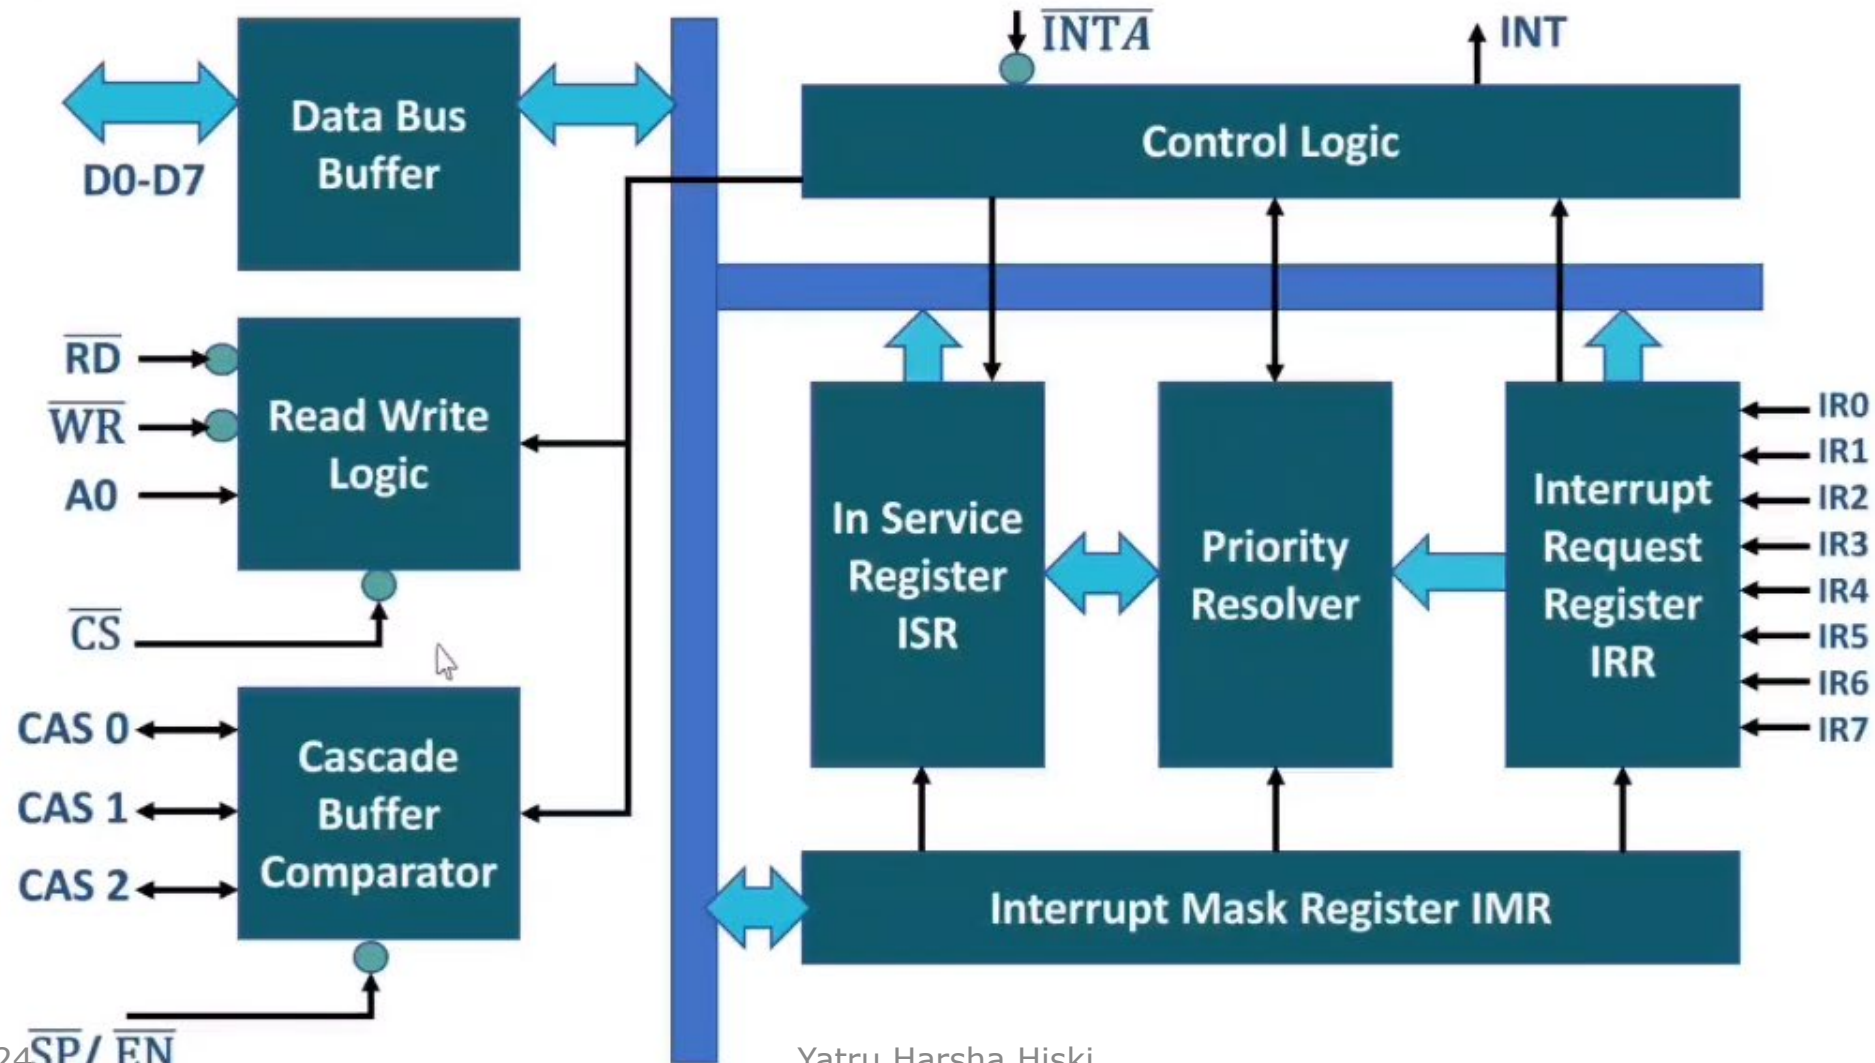 D0-D7
Data Bus
Buffer
INTA
INT
Control Logic
RD
WR
A0
Read Write
Logic
CS
CAS 0
CAS 1
CAS 2
Cascade
Buffer
Comparator
SP/ EN
In Service
Register
ISR
Priority
Resolver
Interrupt
Request
Register
IRR
IR0
IR1
IR2
IR3
IR4
IR5
IR6
IR7
Interrupt Mask Register IMR
24
Yatru Harsha Hiski